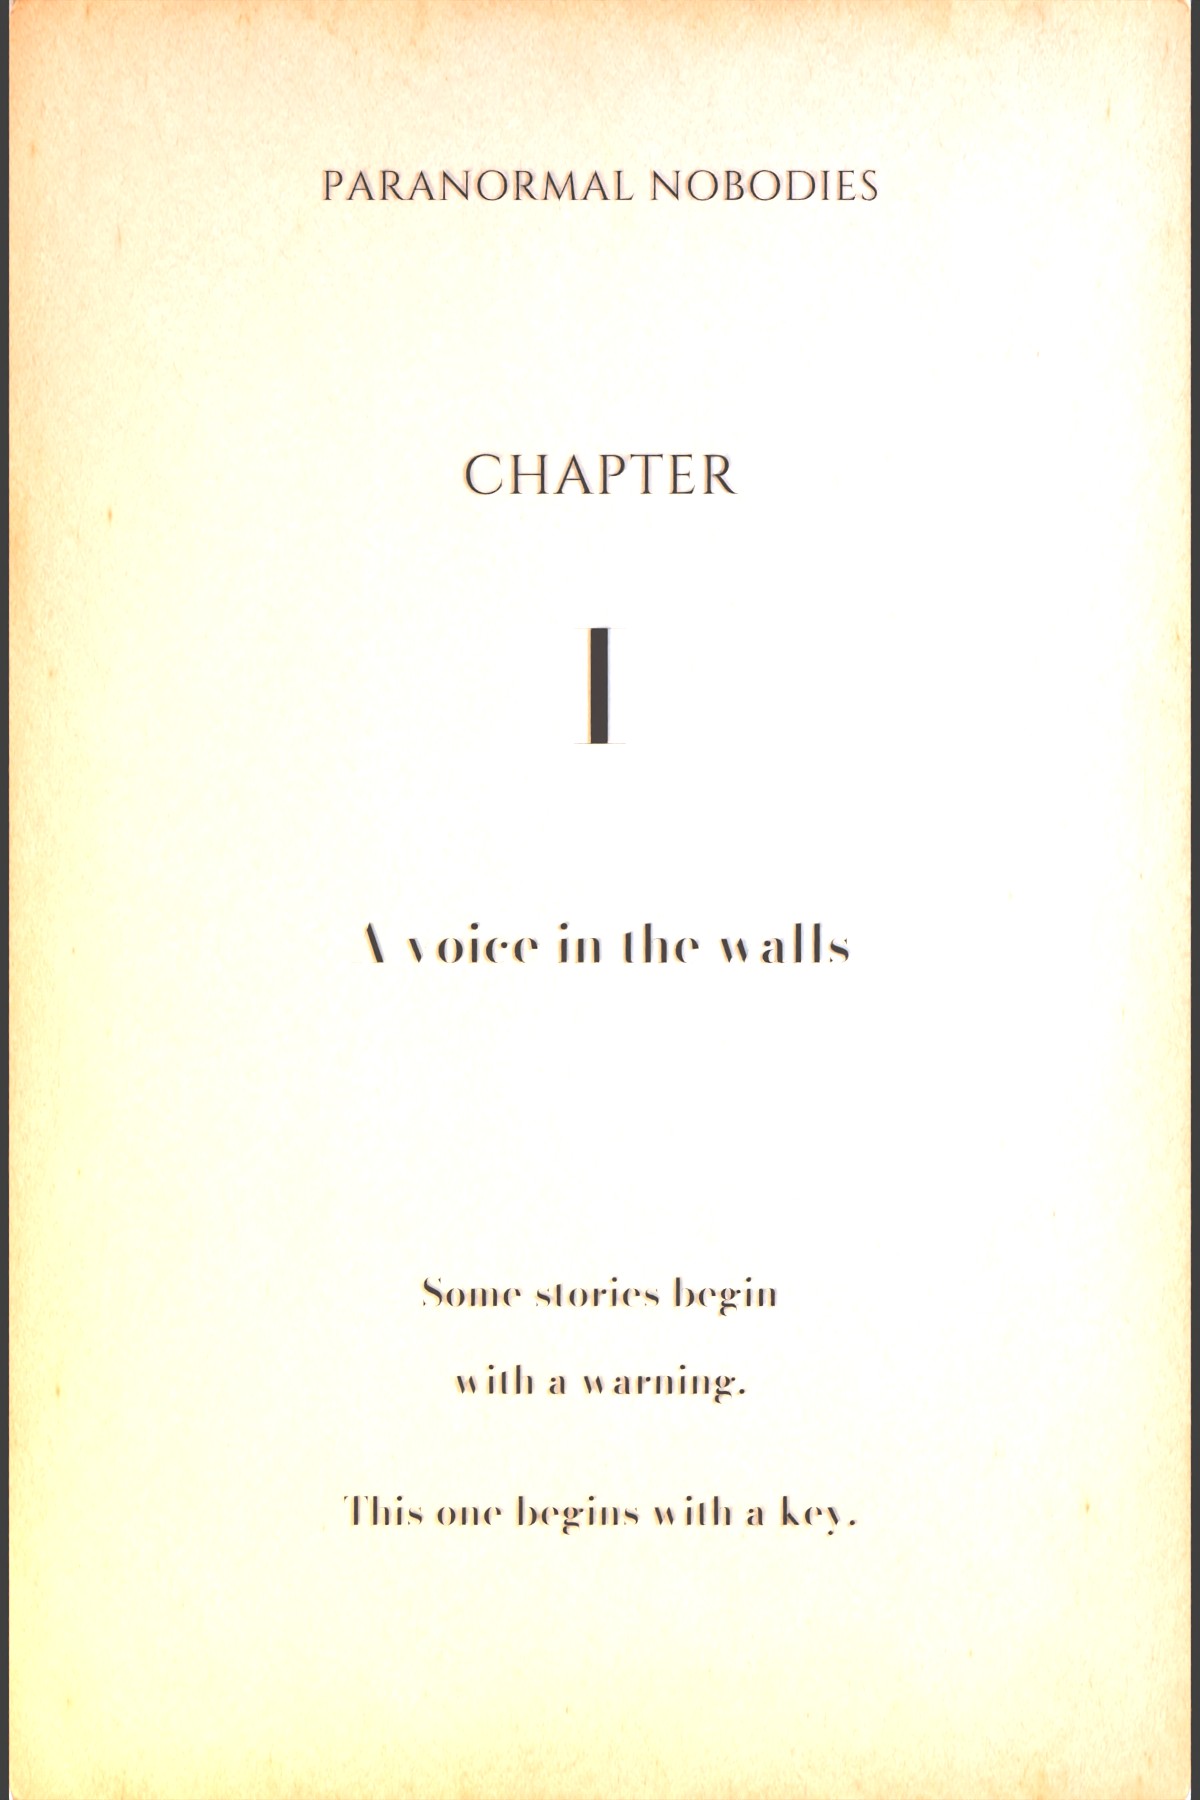 PARANORMAL NOBODIES
CHAPTER
I
A voice in the walls
Some stories begin
with a warning.
This one begins with a key.